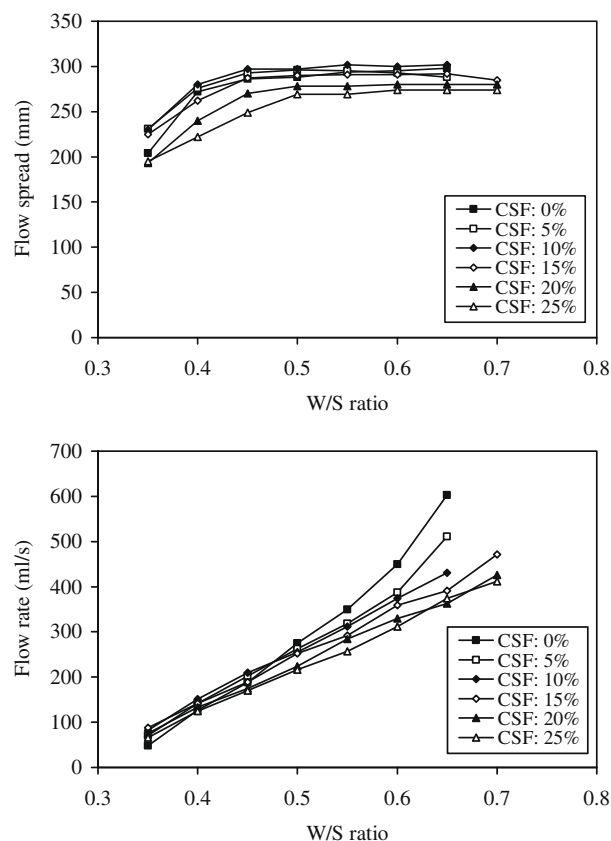 350
300
250
200
150
100
50
0
Flow spread (mm)
CSF: 0%
CSF: 5%
CSF: 10%
CSF: 15%
CSF: 20%
CSF: 25%
0.3 0.4 0.5 0.6 0.7 0.8
W/S ratio
700
600
500
400
300
200
100
0
Flow rate (ml/s)
CSF: 0%
CSF: 5%
CSF: 10%
CSF: 15%
CSF: 20%
CSF: 25%
0.3 0.4 0.5 0.6 0.7 0.8
W/S ratio